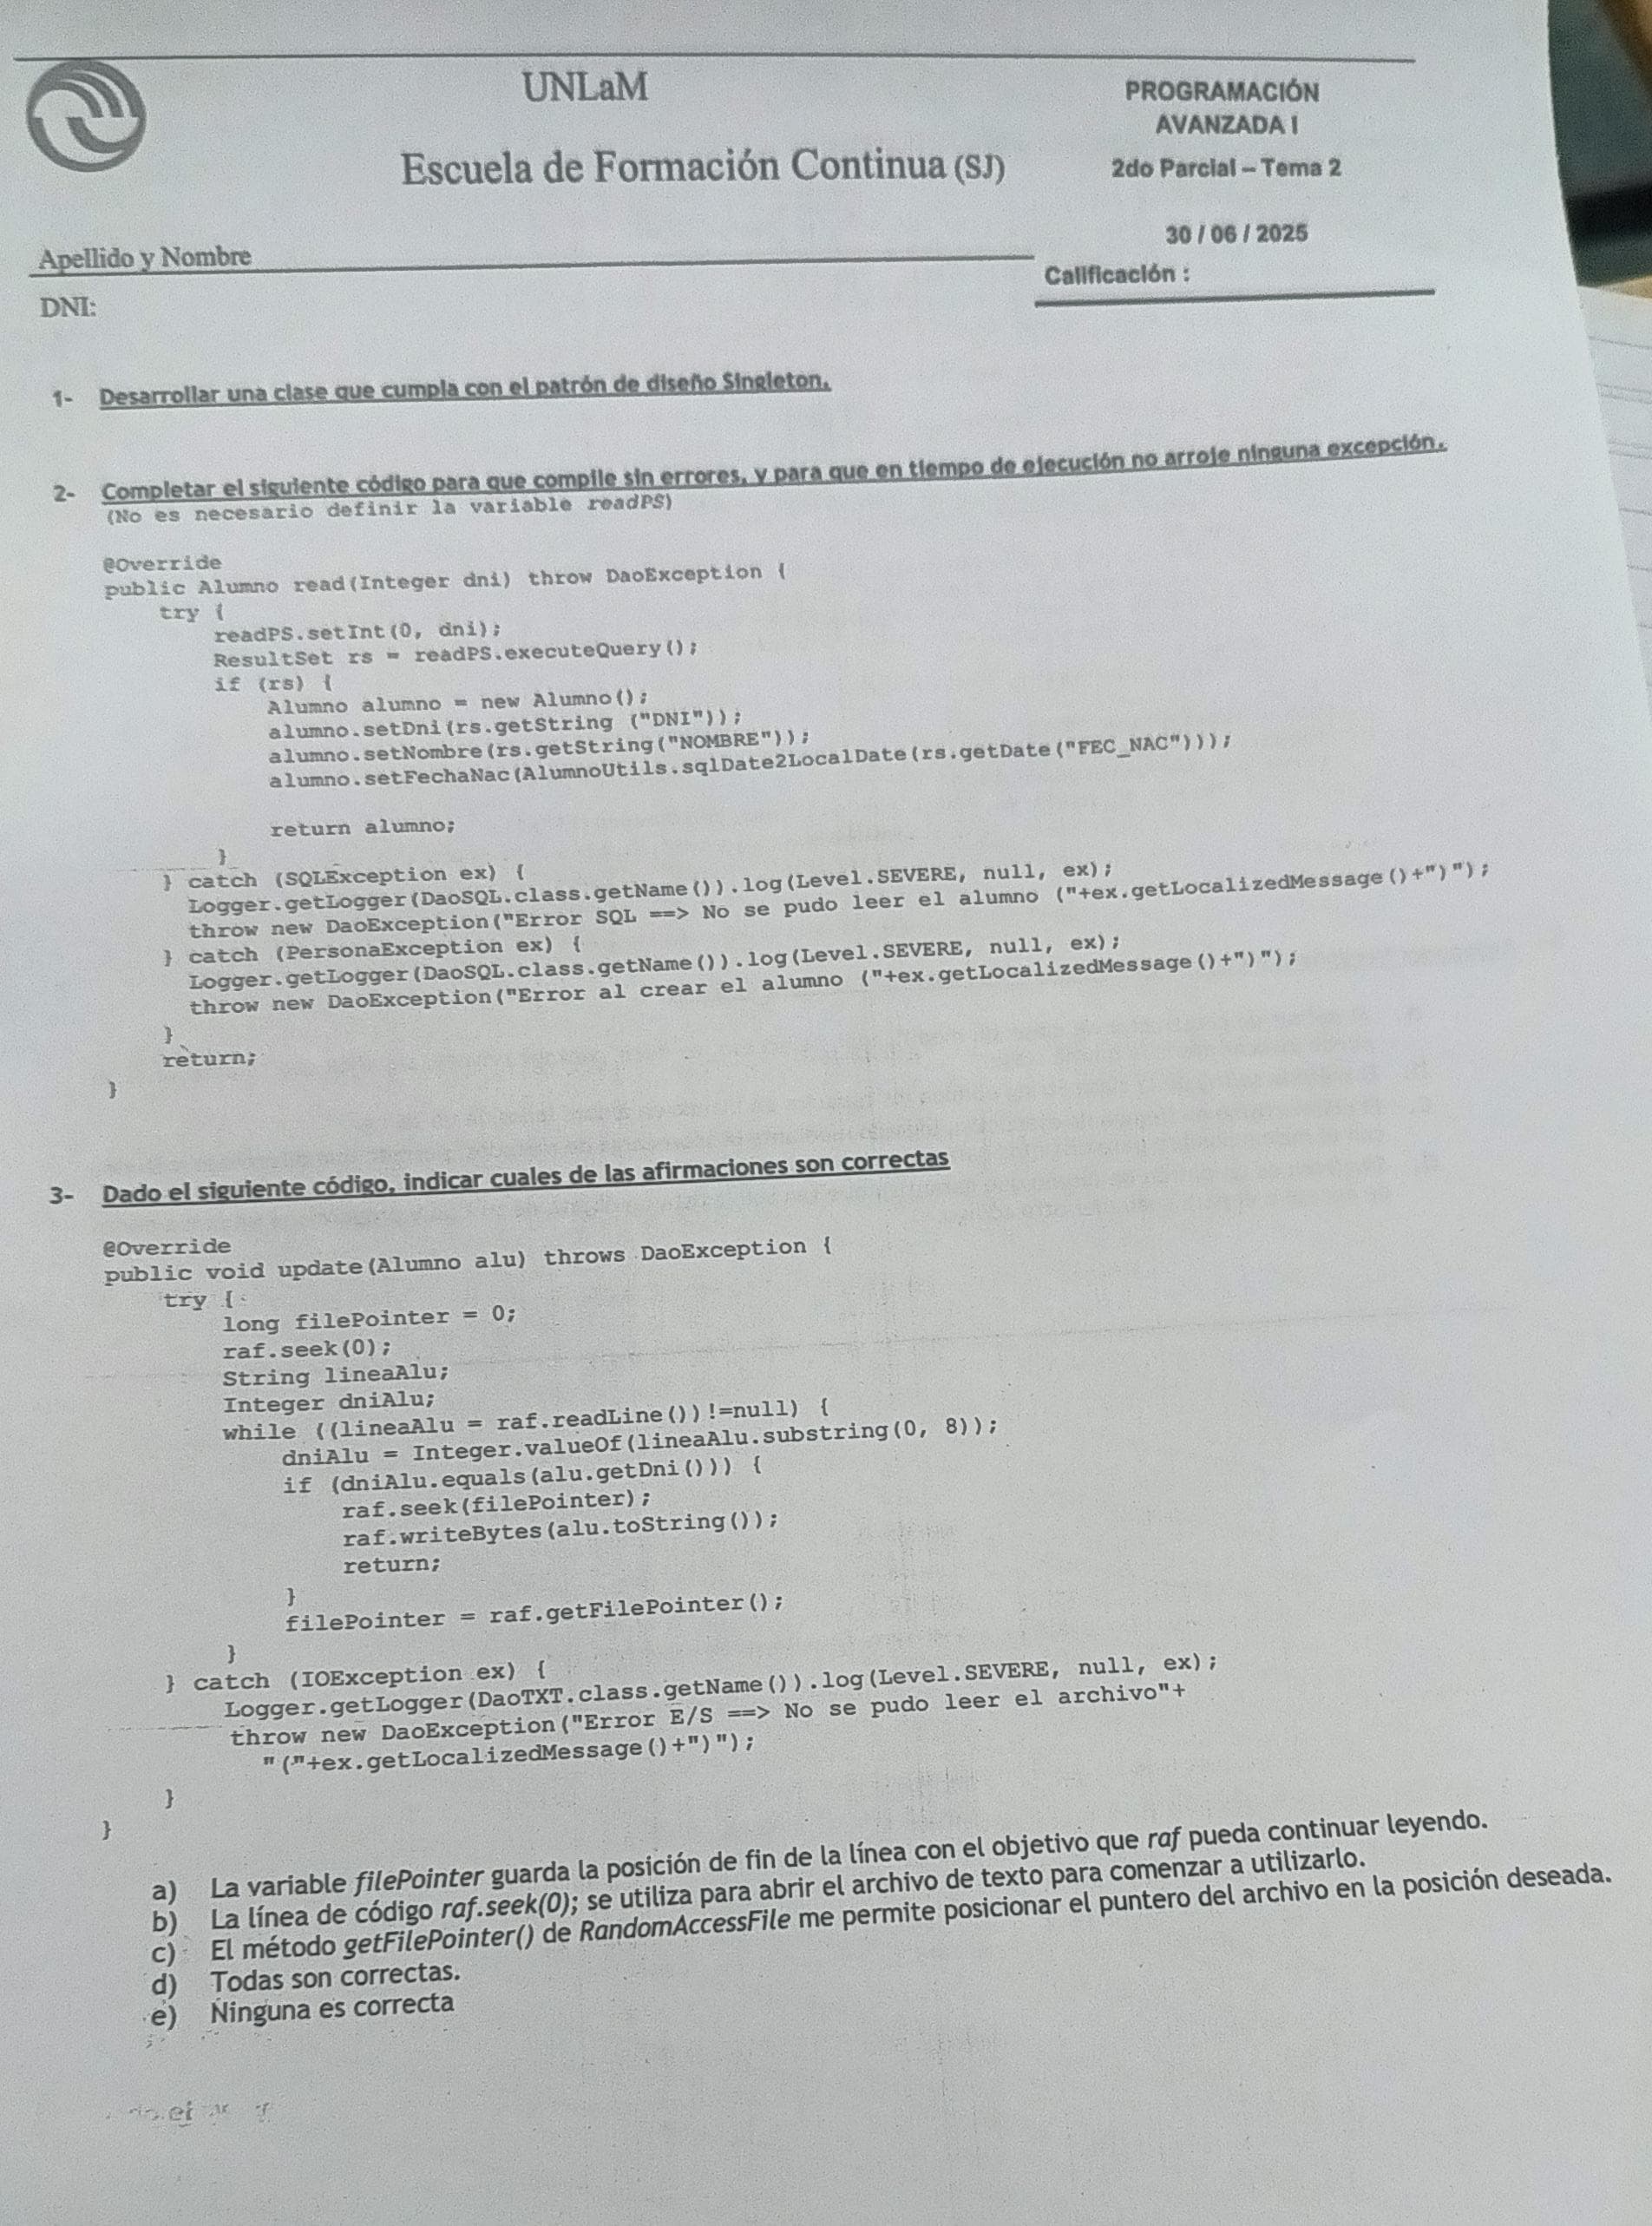 UNLaM
Escuela de Formación Continua (SJ)
PROGRAMACIÓN
AVANZADA I
2do Parcial – Tema 2
30 / 06 / 2025
Apellido y Nombre
Calificación :
DNI:
1- Desarrollar una clase que cumpla con el patrón de diseño Singleton.
2- Completar el siguiente código para que compile sin errores, y para que en tiempo de ejecución no arroje ninguna excepción.
(No es necesario definir la variable readPS)
@Override
public Alumno read(Integer dni) throw DaoException {
try {
readPS.setInt(0, dni);
ResultSet rs = readPS.executeQuery();
if (rs) {
Alumno alumno = new Alumno();
alumno.setDni(rs.getString ("DNI"));
alumno.setNombre(rs.getString("NOMBRE"));
alumno.setFechaNac(AlumnoUtils.sqlDate2LocalDate(rs.getDate("FEC_NAC")));
return alumno;
}
} catch (SQLException ex) {
Logger.getLogger(DaoSQL.class.getName()).log(Level.SEVERE, null, ex);
throw new DaoException("Error SQL ==> No se pudo leer el alumno ("+ex.getLocalizedMessage()+")");
} catch (PersonaException ex) {
Logger.getLogger(DaoSQL.class.getName()).log(Level.SEVERE, null, ex);
throw new DaoException("Error al crear el alumno ("+ex.getLocalizedMessage()+")");
}
return;
}
3- Dado el siguiente código, indicar cuales de las afirmaciones son correctas
@Override
public void update(Alumno alu) throws DaoException {
try {
long filePointer = 0;
raf.seek(0);
String lineaAlu;
Integer dniAlu;
while ((lineaAlu = raf.readLine())!=null) {
dniAlu = Integer.valueOf(lineaAlu.substring(0, 8));
if (dniAlu.equals(alu.getDni())) {
raf.seek(filePointer);
raf.writeBytes(alu.toString());
return;
}
filePointer = raf.getFilePointer();
}
} catch (IOException ex) {
Logger.getLogger(DaoTXT.class.getName()).log(Level.SEVERE, null, ex);
throw new DaoException("Error E/S ==> No se pudo leer el archivo"+
"("+ex.getLocalizedMessage()+")");
}
}
a) La variable filePointer guarda la posición de fin de la línea con el objetivo que raf pueda continuar leyendo.
b) La línea de código raf.seek(0); se utiliza para abrir el archivo de texto para comenzar a utilizarlo.
c) El método getFilePointer() de RandomAccessFile me permite posicionar el puntero del archivo en la posición deseada.
d) Todas son correctas.
e) Ninguna es correcta